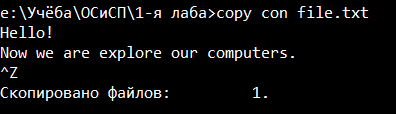 e:\Учёба\ОСиСП\1-я лаба>copy con file.txt
Hello!
Now we are explore our computers.
^Z
Скопировано файлов:         1.